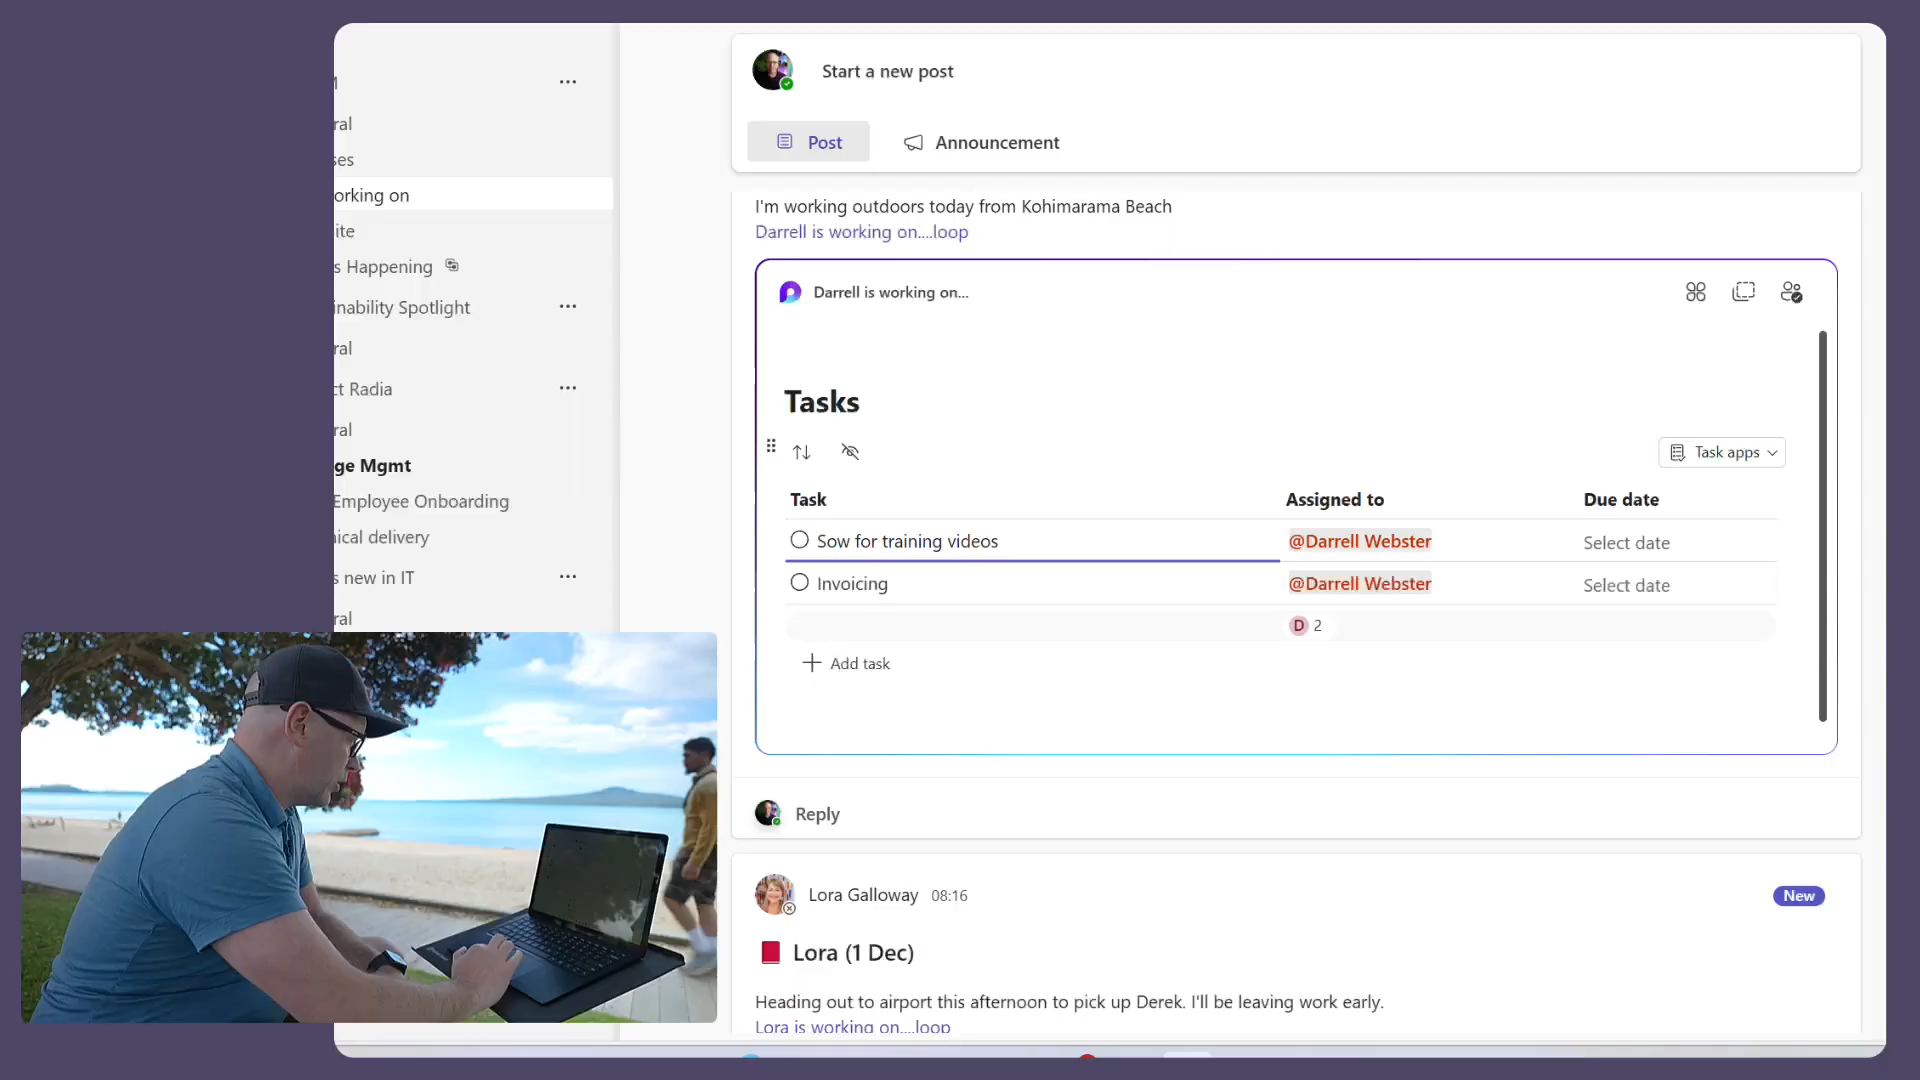 ral
ses
orking on
ite
s Happening
inability Spotlight
ral
ct Radia
ral
ge Mgmt
Employee Onboarding
ical delivery
s new in IT
ral
Start a new post
Post
Announcement
I'm working outdoors today from Kohimarama Beach
Darrell is working on....loop
Darrell is working on...
Tasks
Task apps
Task Assigned to Due date
Sow for training videos @Darrell Webster Select date
Invoicing @Darrell Webster Select date
D 2
Add task
Reply
Lora Galloway 08:16 New
Lora (1 Dec)
Heading out to airport this afternoon to pick up Derek. I'll be leaving work early.
Lora is working on....loop